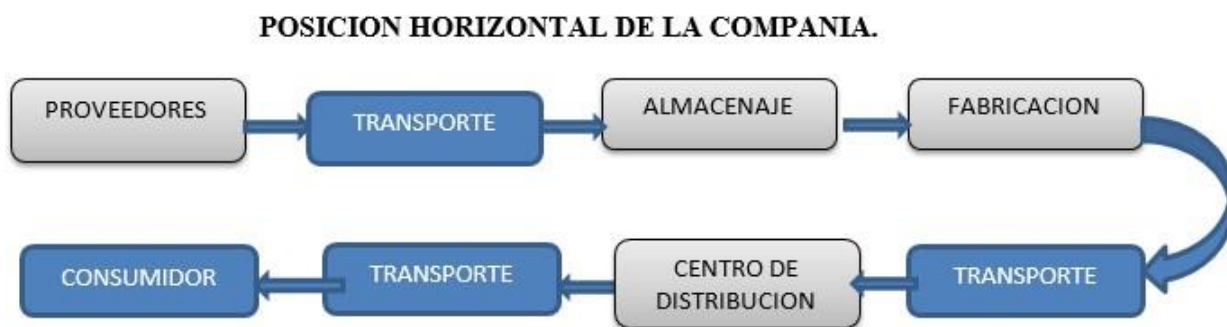 POSICION HORIZONTAL DE LA COMPANIA.
PROVEEDORES
TRANSPORTE
ALMACENAJE
FABRICACION
TRANSPORTE
CENTRO DE
DISTRIBUCION
TRANSPORTE
CONSUMIDOR